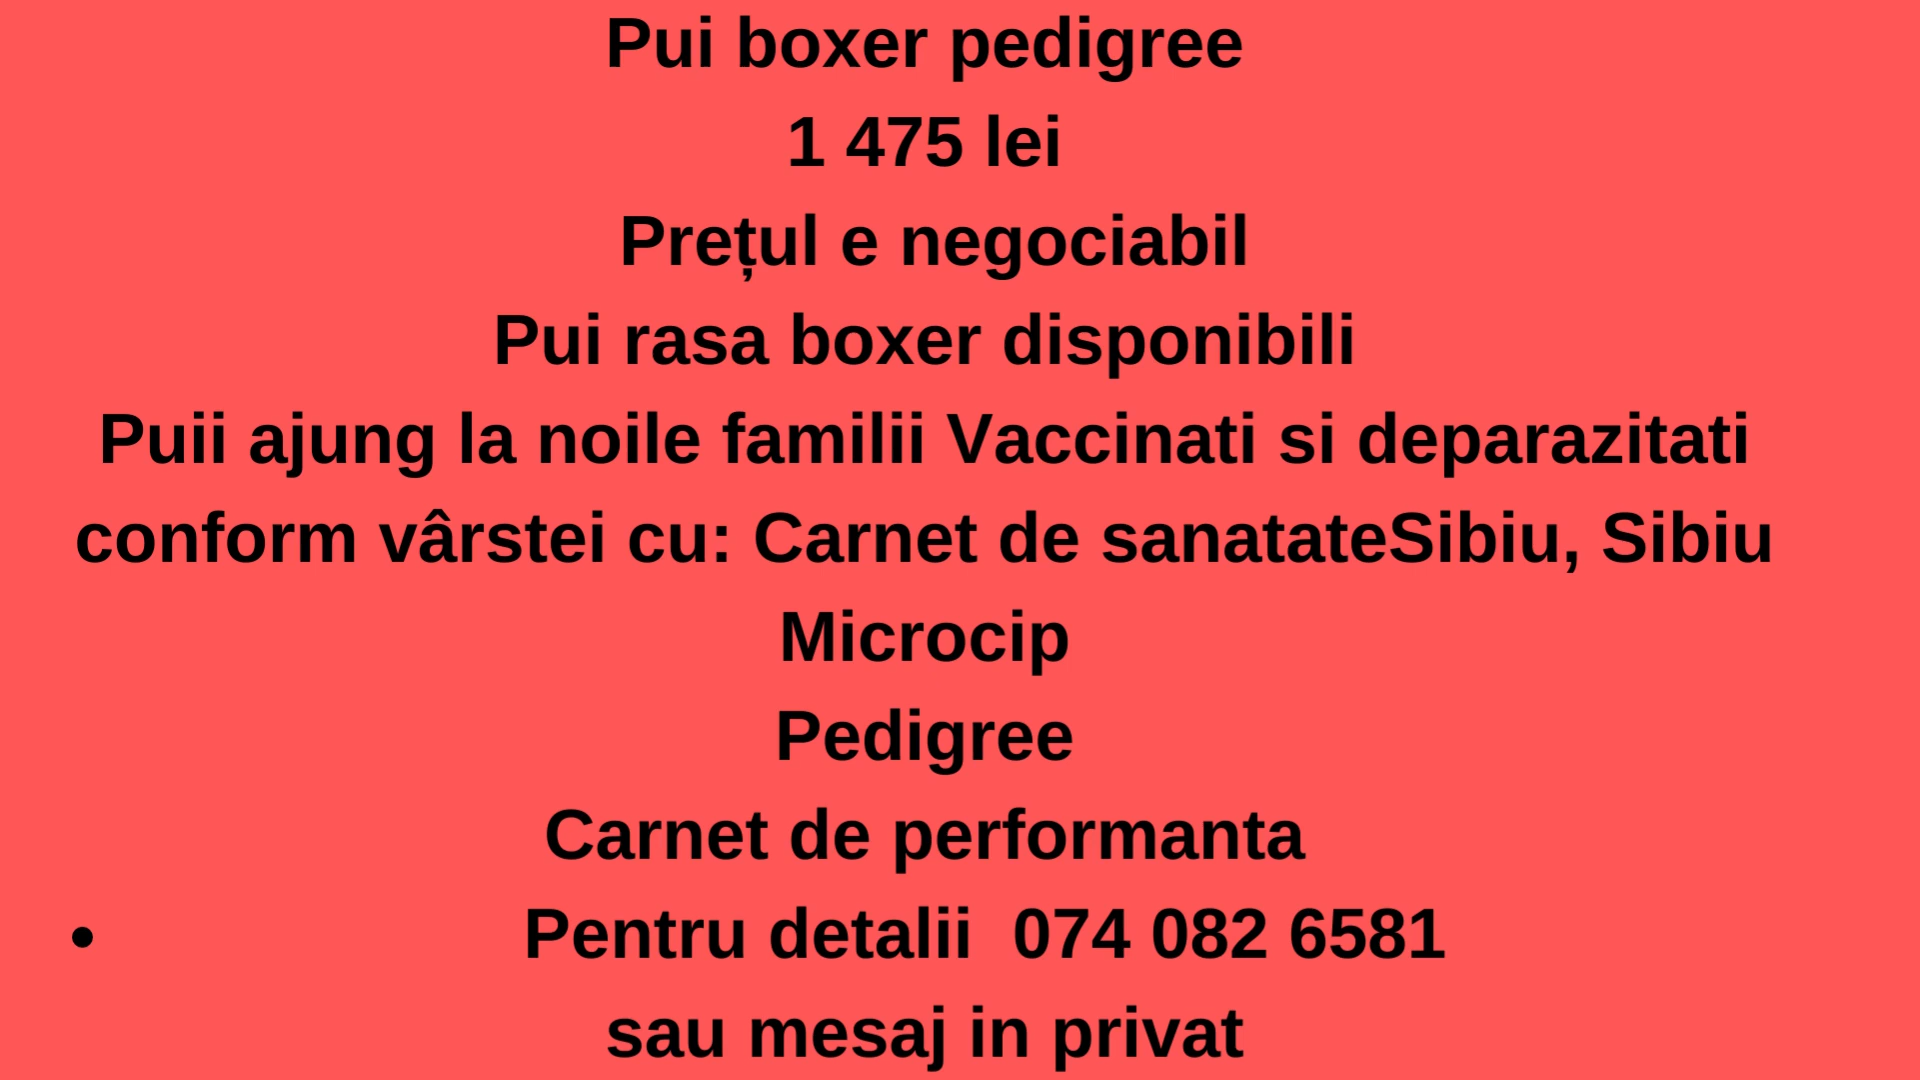 Pui boxer pedigree
1 475 lei
Prețul e negociabil
Pui rasa boxer disponibili
Puii ajung la noile familii Vaccinati si deparazitati
conform vârstei cu: Carnet de sanatateSibiu, Sibiu
Microcip
Pedigree
Carnet de performanta
• Pentru detalii  074 082 6581
sau mesaj in privat